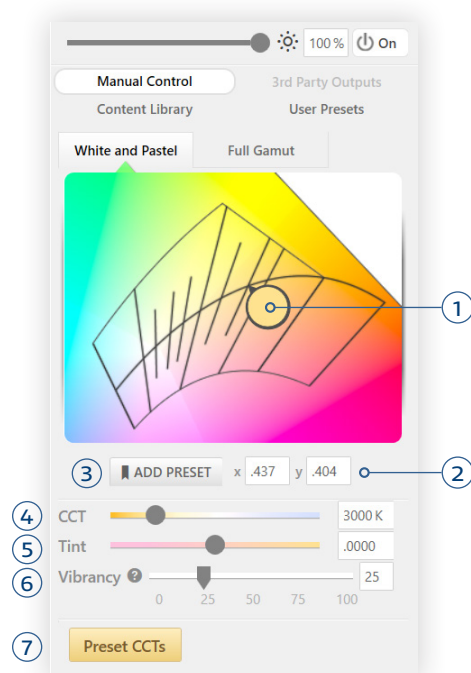 100 % On
Manual Control 3rd Party Outputs
Content Library User Presets
White and Pastel Full Gamut
1
3 ADD PRESET x .437 y .404 2
4 CCT 3000 K
5 Tint .0000
6 Vibrancy ? 25
0 25 50 75 100
7 Preset CCTs